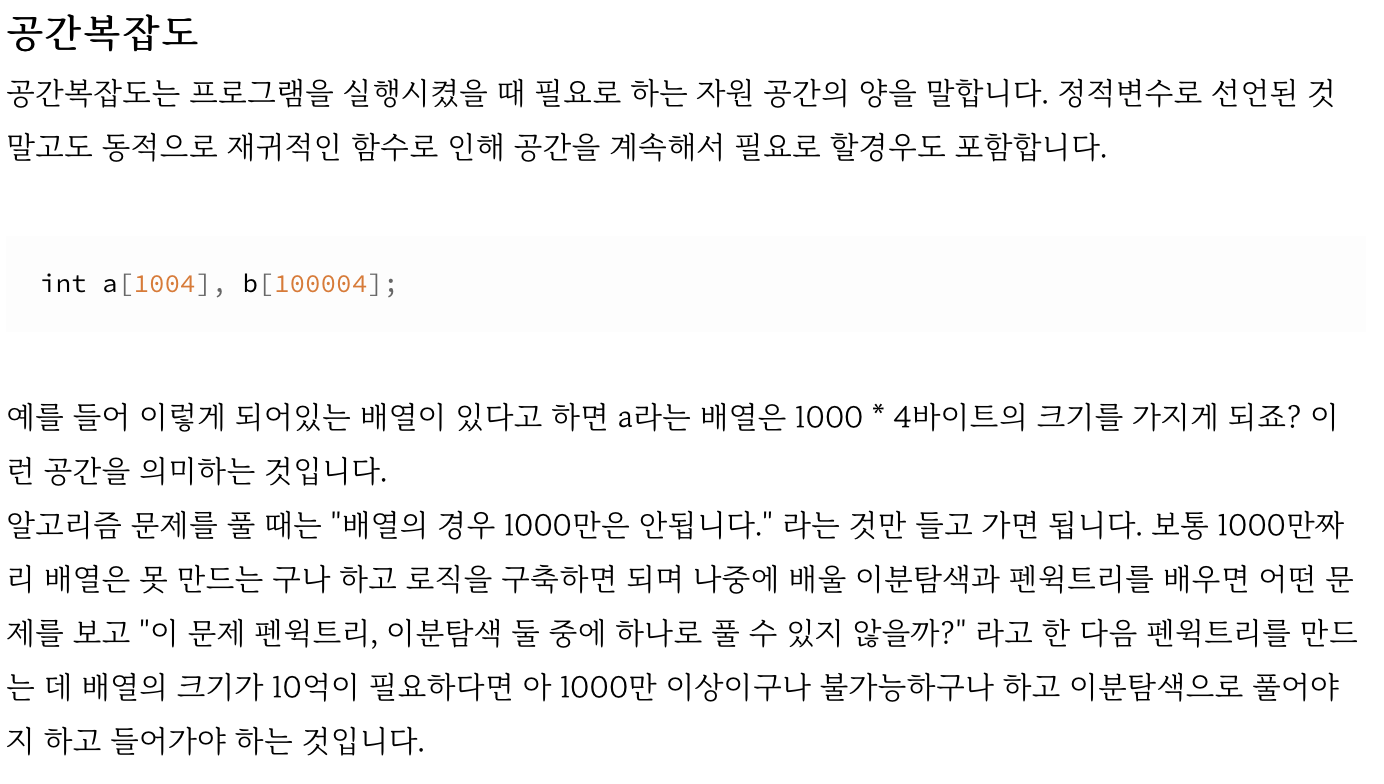 공간복잡도
공간복잡도는 프로그램을 실행시켰을 때 필요로 하는 자원 공간의 양을 말합니다. 정적변수로 선언된 것
말고도 동적으로 재귀적인 함수로 인해 공간을 계속해서 필요로 할경우도 포함합니다.
int a[1004], b[100004];
예를 들어 이렇게 되어있는 배열이 있다고 하면 a라는 배열은 1000 * 4바이트의 크기를 가지게 되죠? 이
런 공간을 의미하는 것입니다.
알고리즘 문제를 풀 때는 "배열의 경우 1000만은 안됩니다." 라는 것만 들고 가면 됩니다. 보통 1000만짜
리 배열은 못 만드는 구나 하고 로직을 구축하면 되며 나중에 배울 이분탐색과 펜윅트리를 배우면 어떤 문
제를 보고 "이 문제 펜윅트리, 이분탐색 둘 중에 하나로 풀 수 있지 않을까?" 라고 한 다음 펜윅트리를 만드
는 데 배열의 크기가 10억이 필요하다면 아 1000만 이상이구나 불가능하구나 하고 이분탐색으로 풀어야
지 하고 들어가야 하는 것입니다.